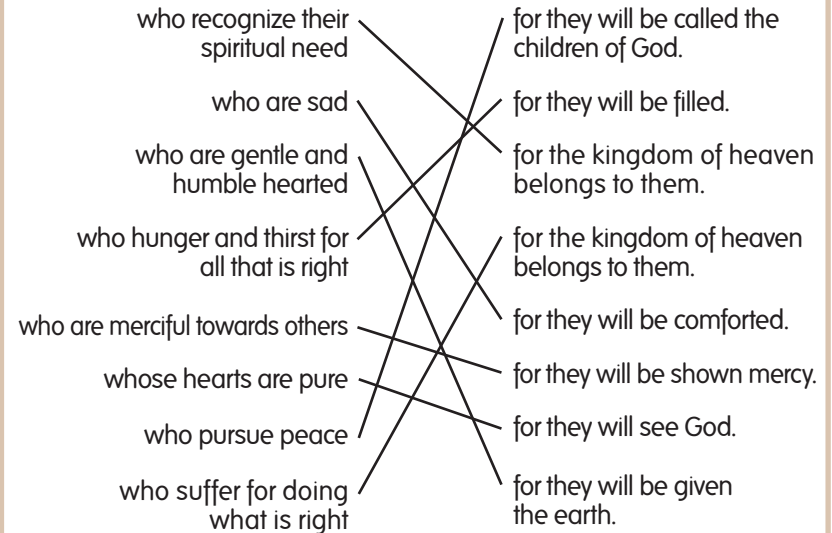 who recognize their
spiritual need
who are sad
who are gentle and
humble hearted
who hunger and thirst for
all that is right
who are merciful towards others
whose hearts are pure
who pursue peace
who suffer for doing
what is right
for they will be called the
children of God.
for they will be filled.
for the kingdom of heaven
belongs to them.
for the kingdom of heaven
belongs to them.
for they will be comforted.
for they will be shown mercy.
for they will see God.
for they will be given
the earth.